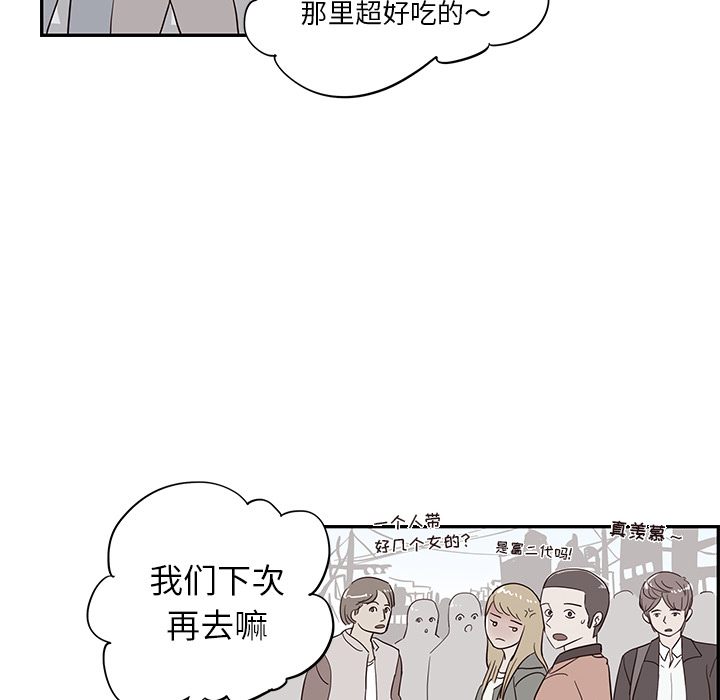 那里超好吃的～
一个人带
好几个女的？
是富二代吗！
真羡慕～
我们下次
再去嘛